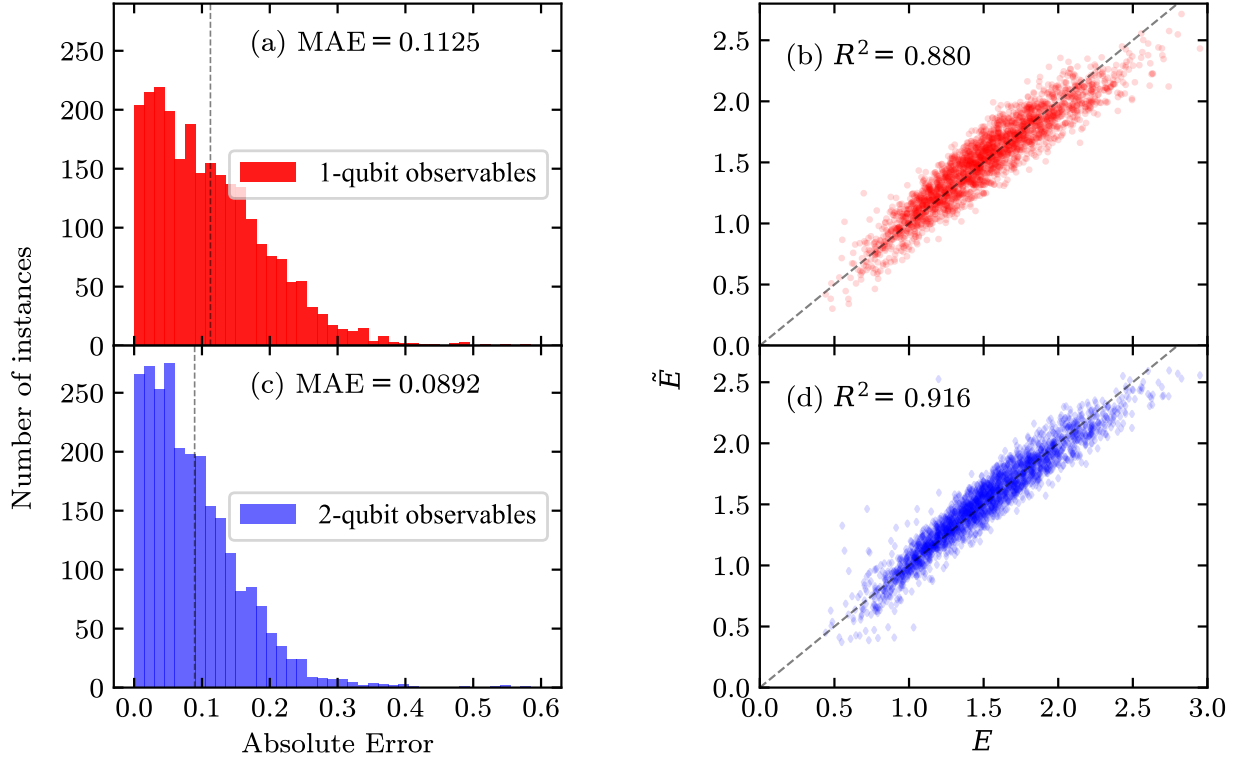 (a) MAE = 0.1125
250
200
150
100
50
0
1-qubit observables
(b) R² = 0.880
2.5
2.0
1.5
1.0
0.5
0.0
Number of instances
(c) MAE = 0.0892
250
200
150
100
50
0
2-qubit observables
0.0 0.1 0.2 0.3 0.4 0.5 0.6
Absolute Error
Ẽ
(d) R² = 0.916
2.5
2.0
1.5
1.0
0.5
0.0
0.0 0.5 1.0 1.5 2.0 2.5 3.0
E